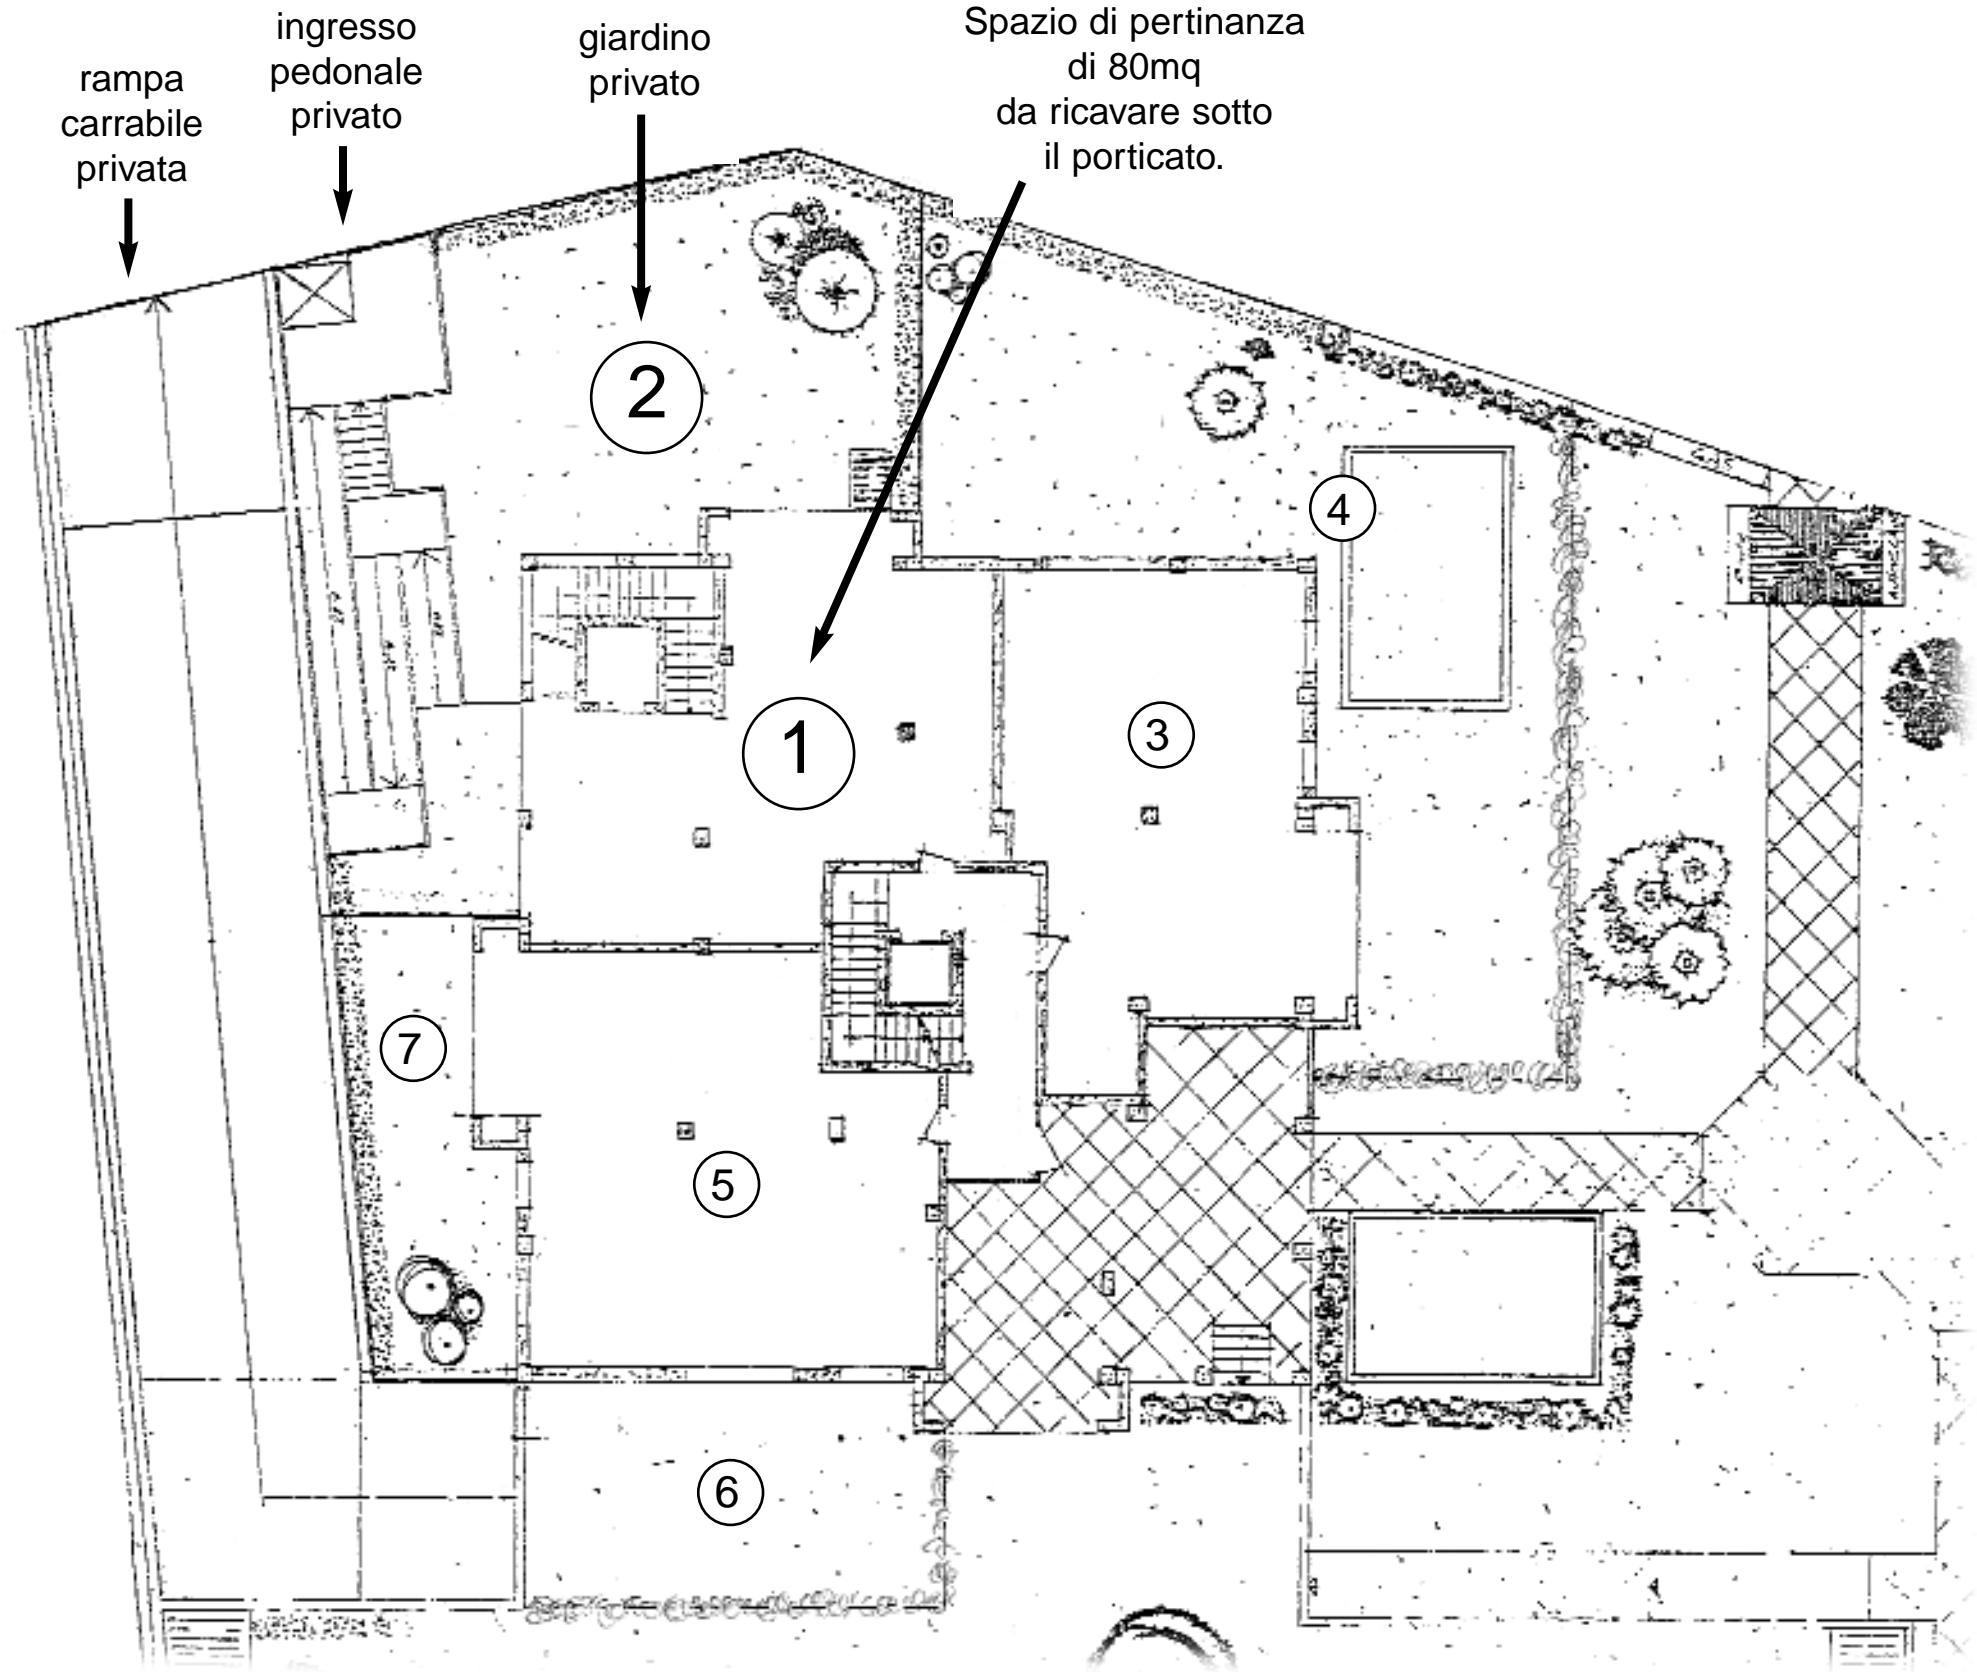 rampa
carrabile
privata
ingresso
pedonale
privato
giardino
privato
Spazio di pertinanza
di 80mq
da ricavare sotto
il porticato.
2
4
1
3
7
5
6